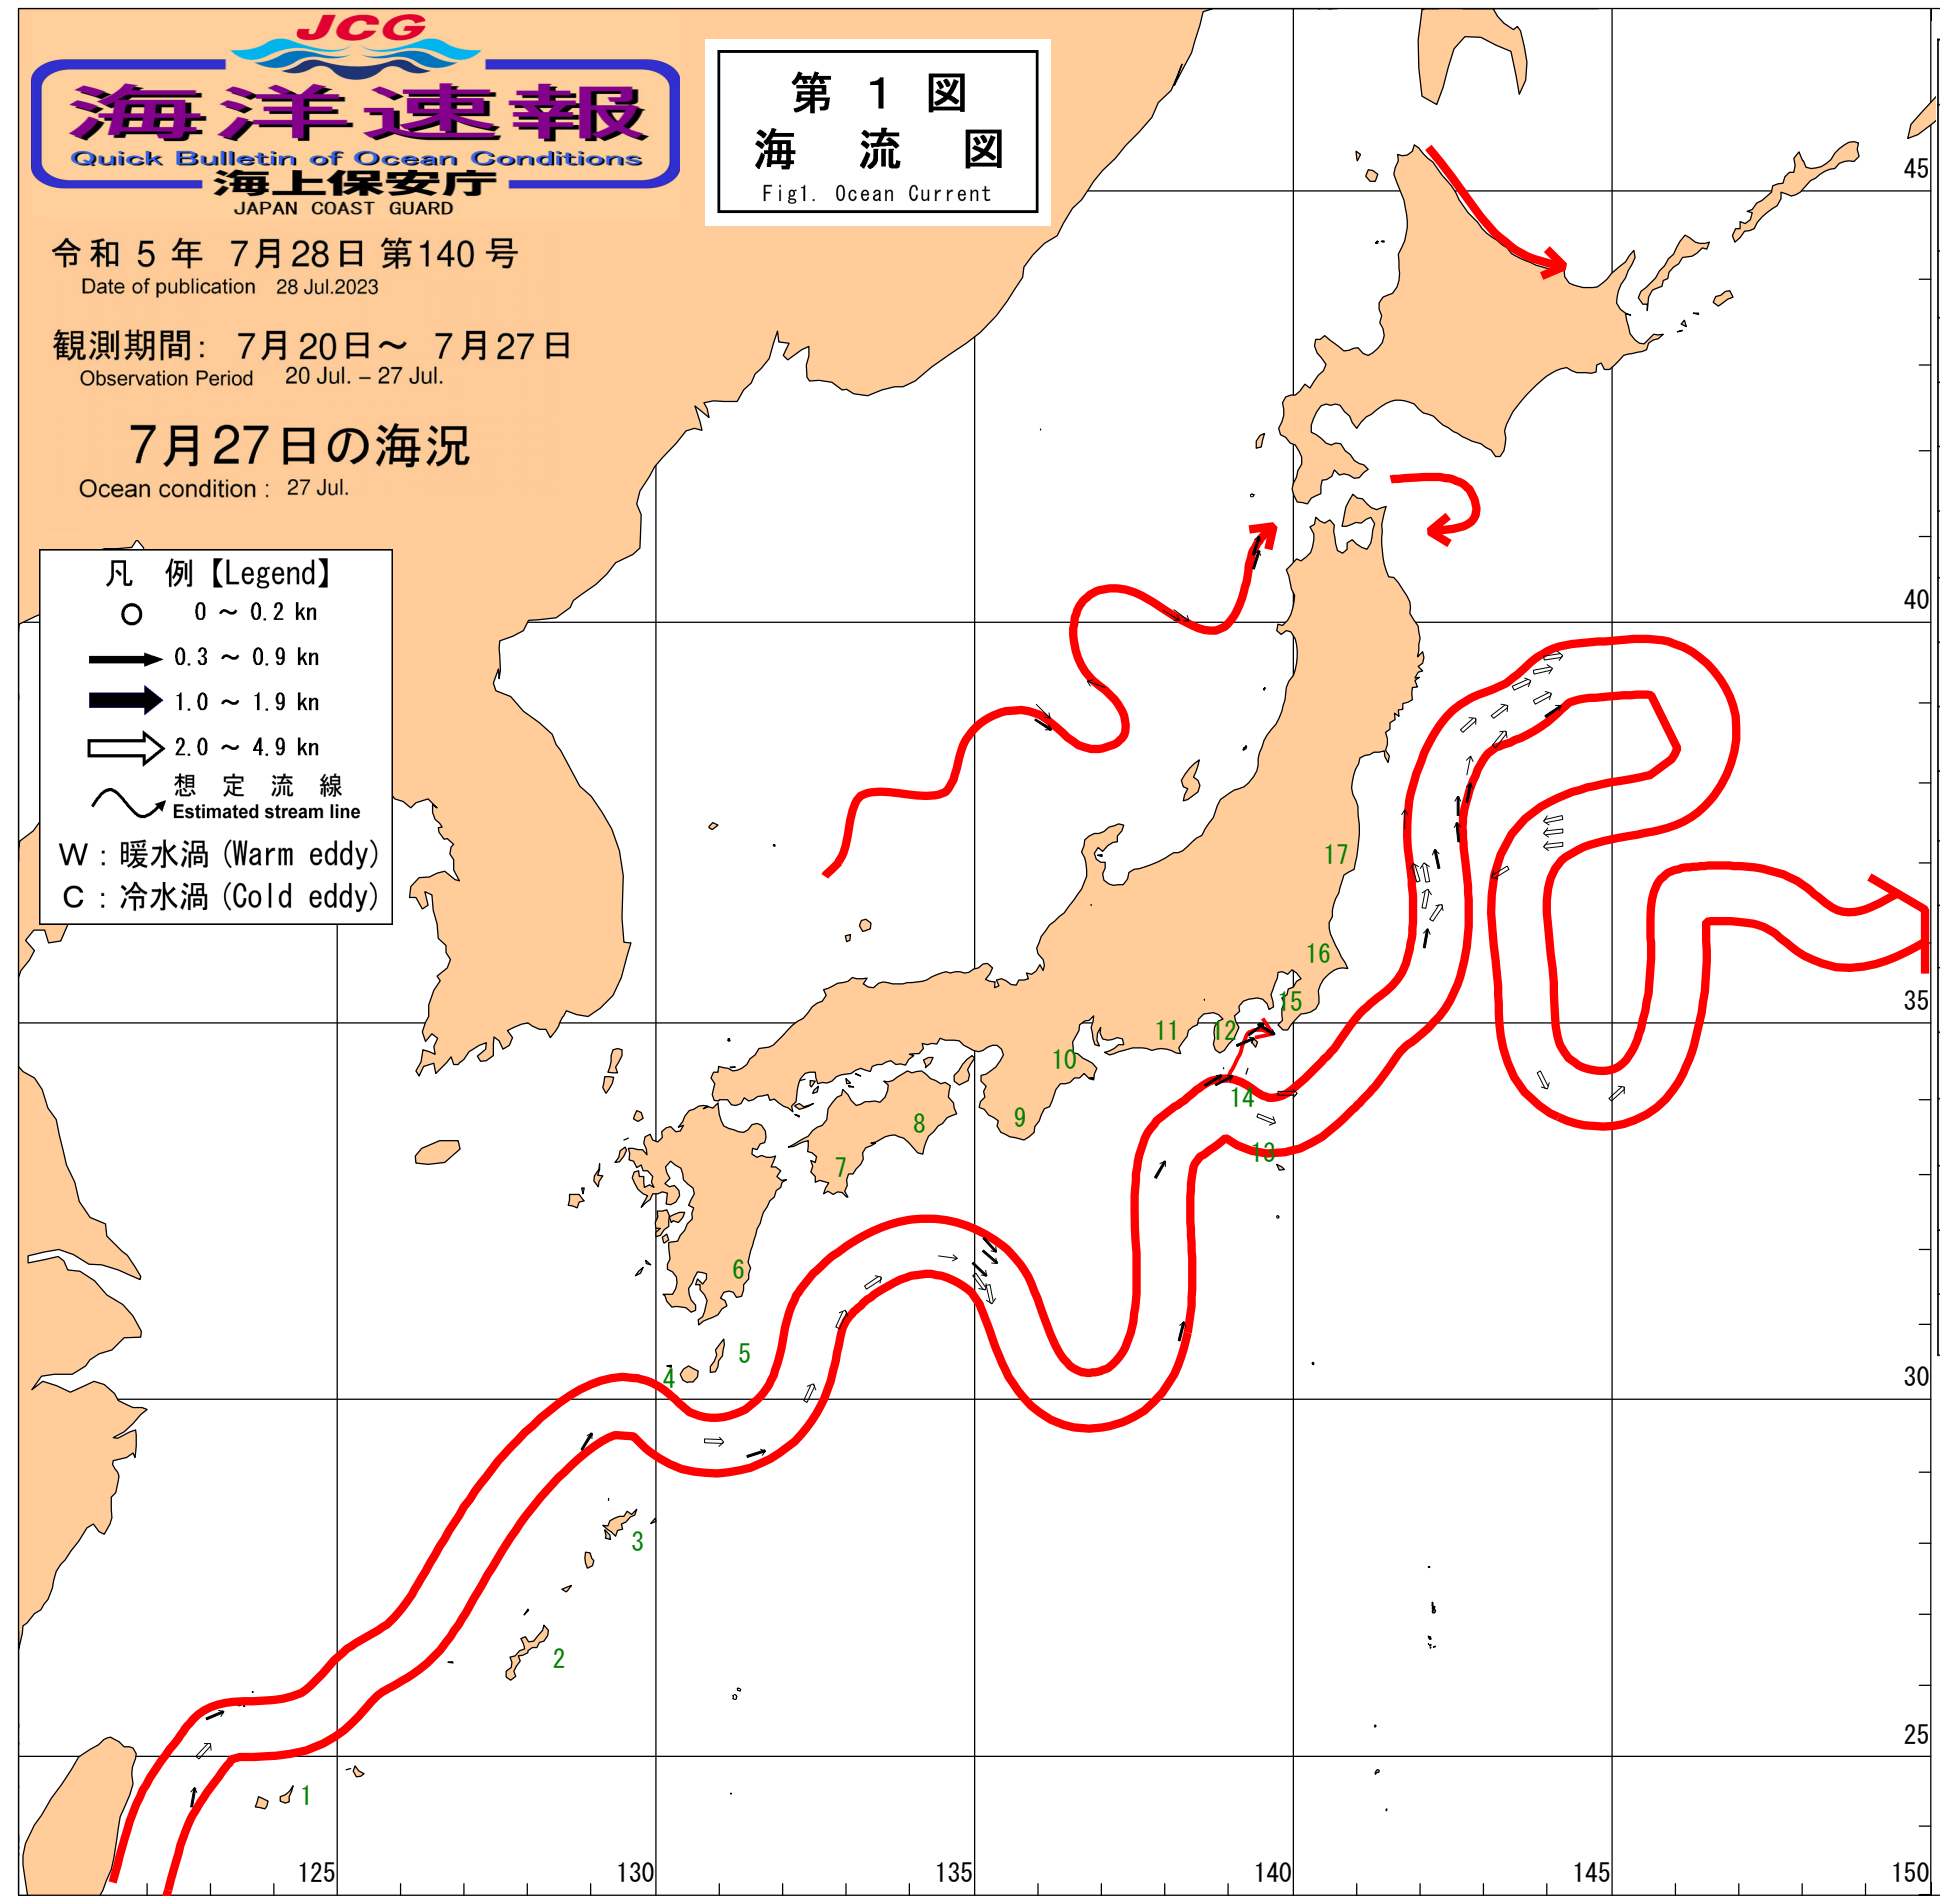 JCG
海洋速報
Quick Bulletin of Ocean Conditions
海上保安庁
JAPAN COAST GUARD
令和 5 年 7月28日 第140号
Date of publication 28 Jul.2023
観測期間: 7月20日～ 7月27日
Observation Period 20 Jul. – 27 Jul.
7月27日の海況
Ocean condition : 27 Jul.
第 1 図
海 流 図
Fig1. Ocean Current
凡 例【Legend】
0 ～ 0.2 kn
0.3 ～ 0.9 kn
1.0 ～ 1.9 kn
2.0 ～ 4.9 kn
想 定 流 線
Estimated stream line
W : 暖水渦 (Warm eddy)
C : 冷水渦 (Cold eddy)
45
40
35
30
25
17
16
15
14
13
12
11
10
9
8
7
6
5
4
3
2
1
125
130
135
140
145
150